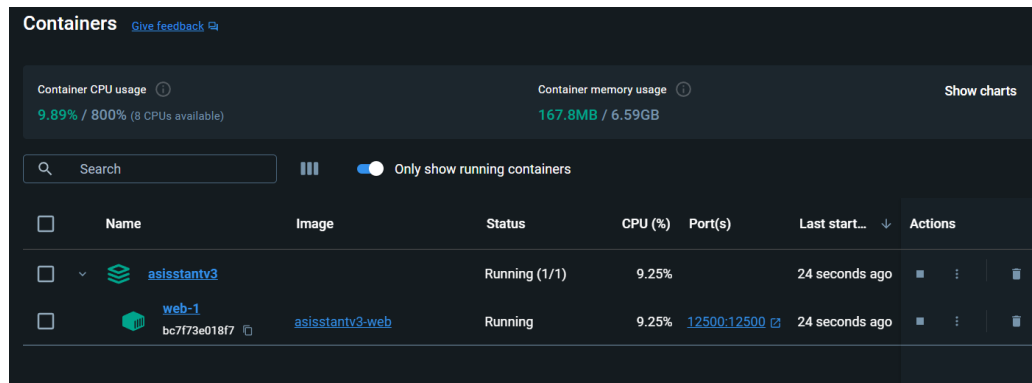 Containers Give feedback
Container CPU usage
Container memory usage
Show charts
9.89% / 800% (8 CPUs available)
167.8MB / 6.59GB
Search
Only show running containers
Name Image Status CPU (%) Port(s) Last start... Actions
asisstantv3 Running (1/1) 9.25% 24 seconds ago
web-1
bc7f73e018f7
asisstantv3-web Running 9.25% 12500:12500 24 seconds ago